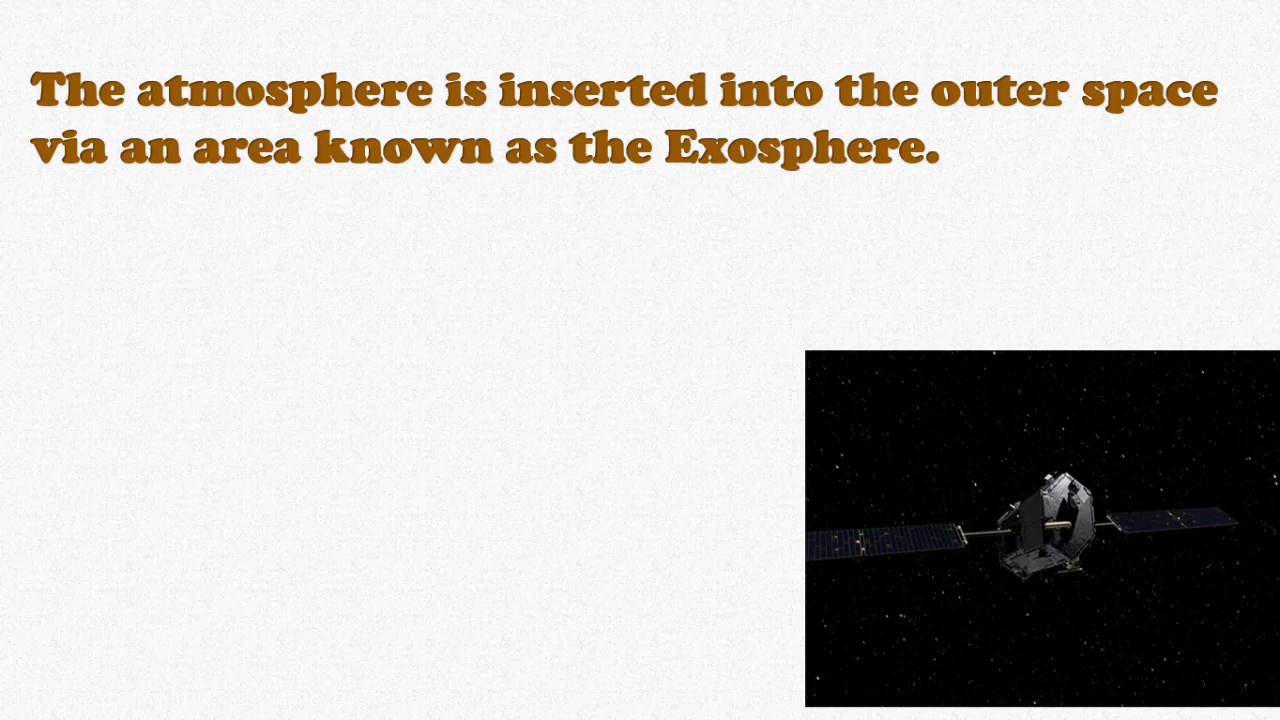 The atmosphere is inserted into the outer space
via an area known as the Exosphere.